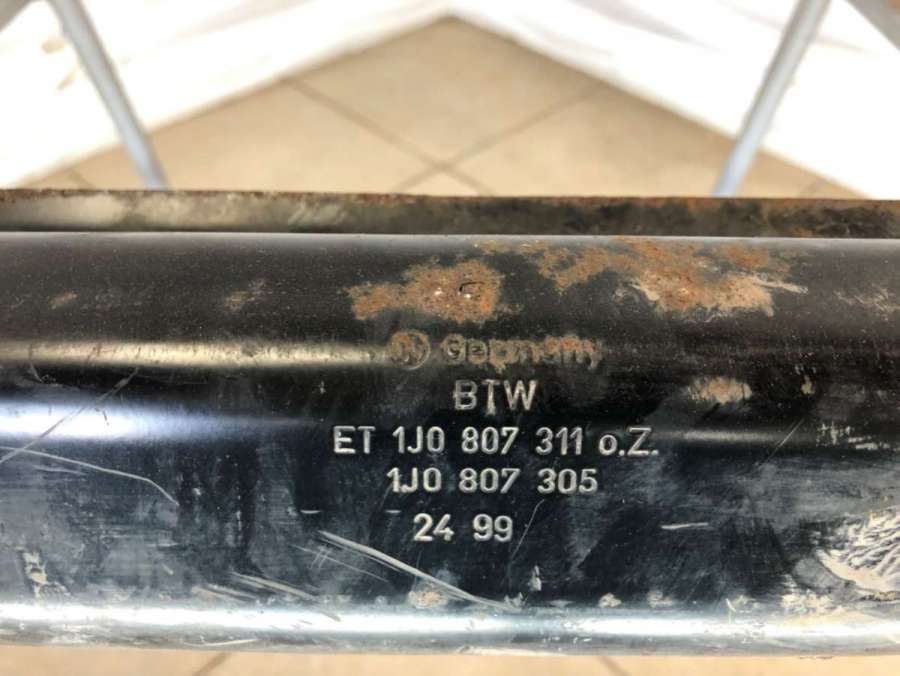 Germany
BTW
ET 1J0 807 311 o.Z.
1J0 807 305
24 99